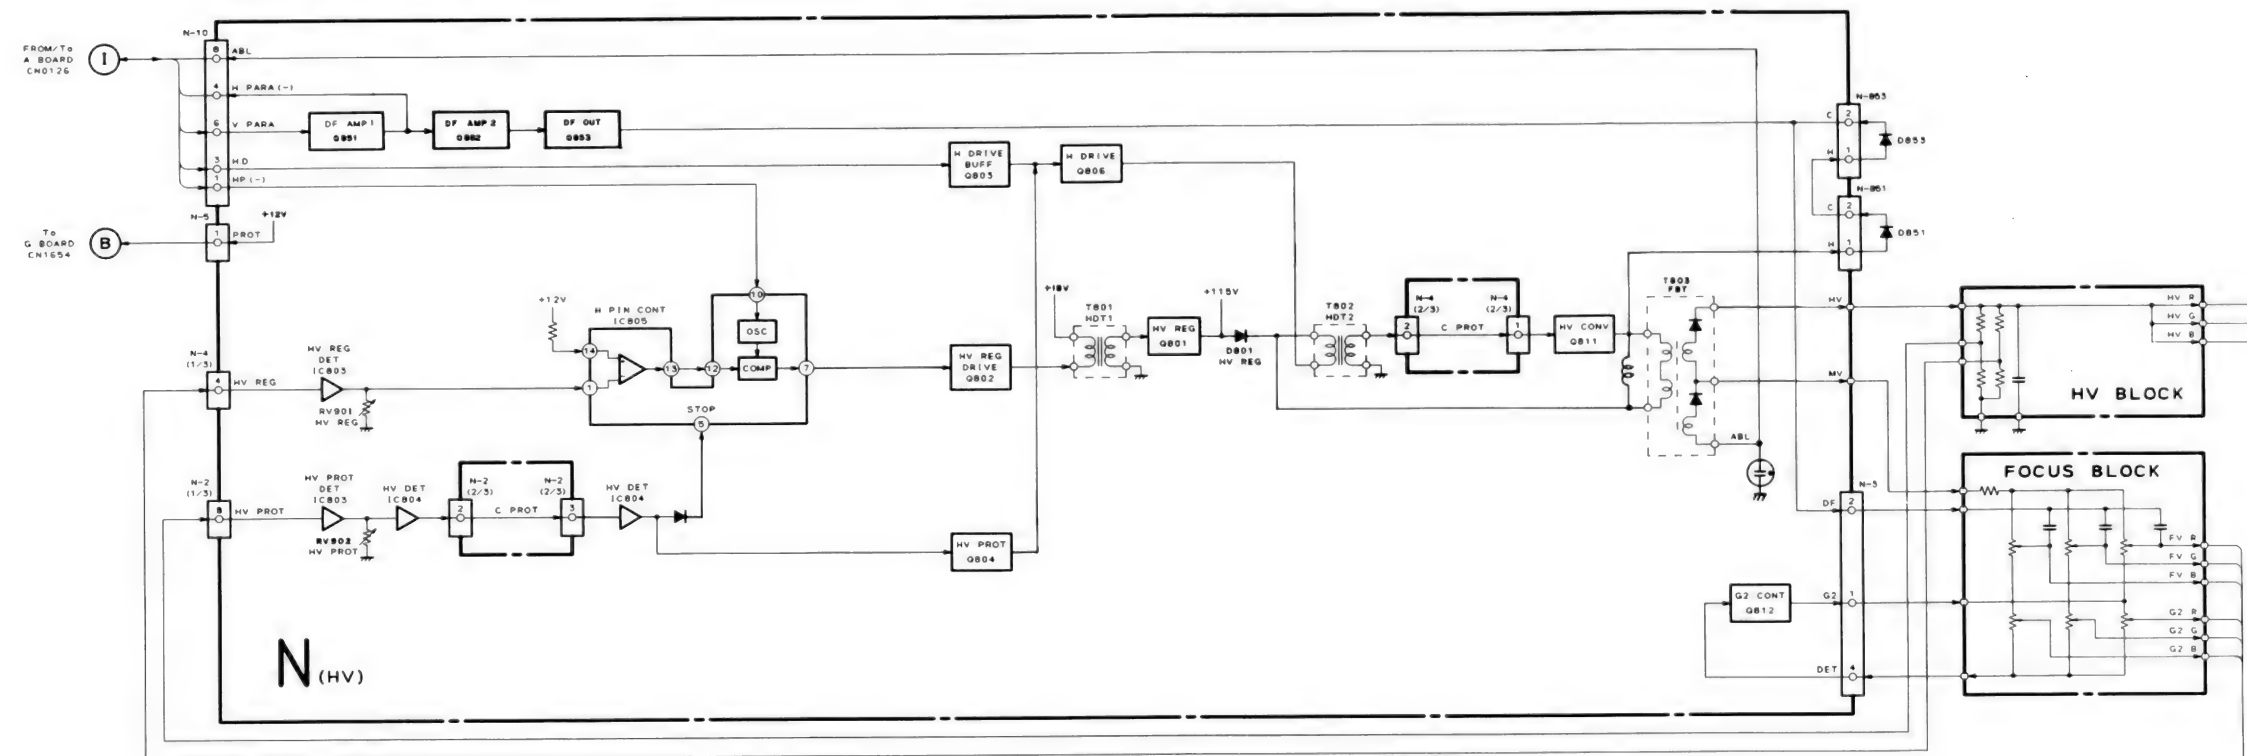 FROM/To
A BOARD
CN0126
I
N-10
8 ABL
4 H PARA (-)
6 V PARA
3 HD
1 HP (-)
DF AMP 1
Q851
DF AMP 2
Q852
DF OUT
Q853
H DRIVE
BUFF
Q803
H DRIVE
Q806
To
G BOARD
CN1654
B
N-5
1 PROT
+12V
N-853
C 2
H 1
D853
N-851
C 2
H 1
D851
+12V
H PIN CONT
IC805
14
1
13
12
10
OSC
COMP
7
STOP
5
N-4
(1/3)
4 HV REG
HV REG
DET
IC803
RV901
HV REG
HV REG
DRIVE
Q802
+18V
T801
HDT1
HV REG
Q801
+115V
D801
HV REG
T802
HDT2
N-4
(2/3)
2
C PROT
N-4
(2/3)
1
HV CONV
Q811
T803
FBT
HV
MV
ABL
HV R
HV G
HV B
HV BLOCK
N-2
(1/3)
8 HV PROT
HV PROT
DET
IC803
RV902
HV PROT
HV DET
IC804
N-2
(2/3)
2
C PROT
N-2
(2/3)
3
HV DET
IC804
HV PROT
Q804
N-3
DF 2
G2 1
DET 4
G2 CONT
Q812
FOCUS BLOCK
FV R
FV G
FV B
G2 R
G2 G
G2 B
N (HV)